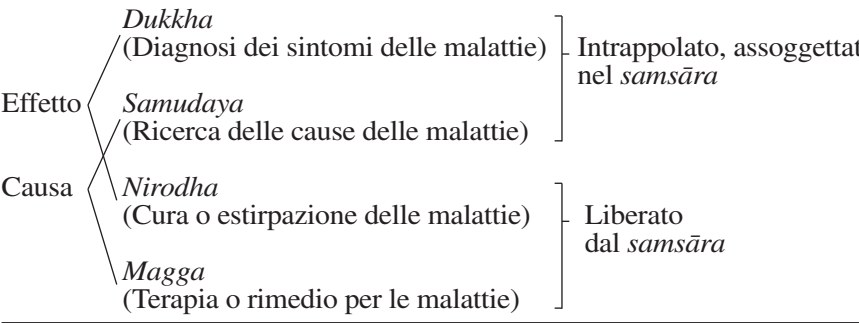 Dukkha
(Diagnosi dei sintomi delle malattie)
Intrappolato, assoggettat
nel samsāra
Effetto
Samudaya
(Ricerca delle cause delle malattie)
Causa
Nirodha
(Cura o estirpazione delle malattie)
Liberato
dal samsāra
Magga
(Terapia o rimedio per le malattie)